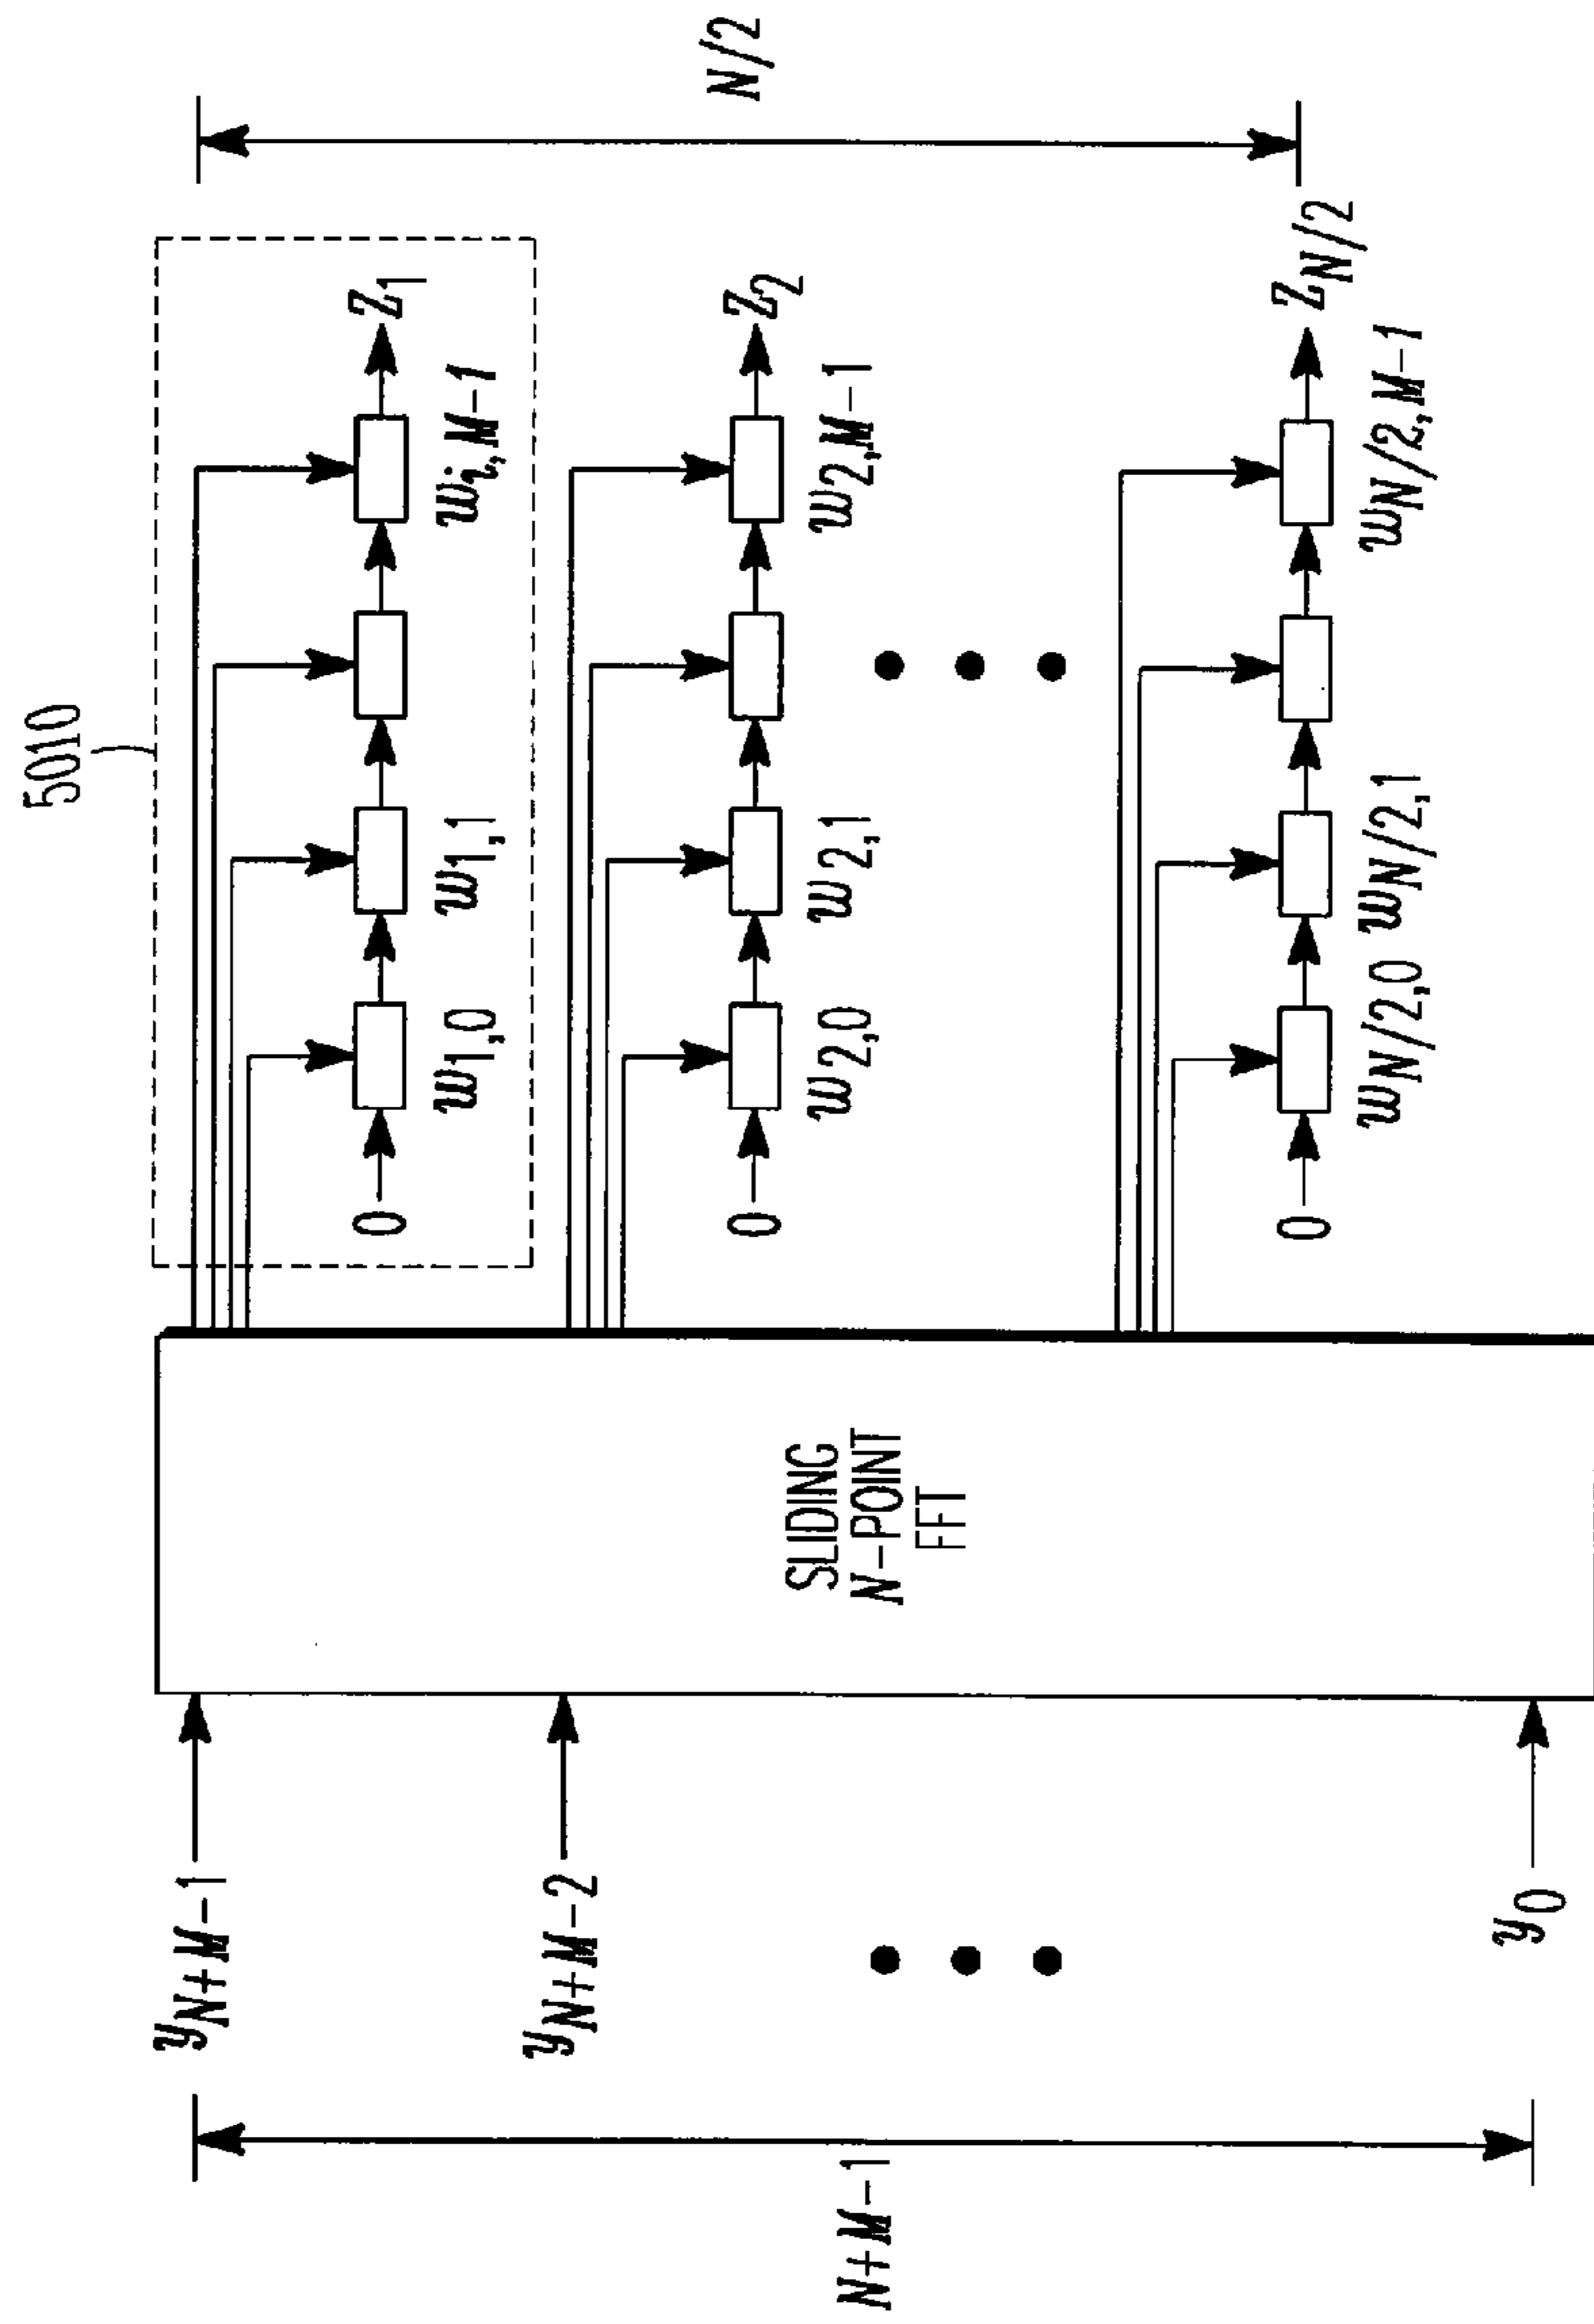 5010
0
w1,0
w1,1
wi,M-1
z1
0
w2,0
w2,1
w2,M-1
z2
0
wN/2,0
wN/2,1
wN/2,M-1
zN/2
N/2
SLIDING
N-POINT
FFT
yN+M-1
yN+M-2
y0
N+M-1